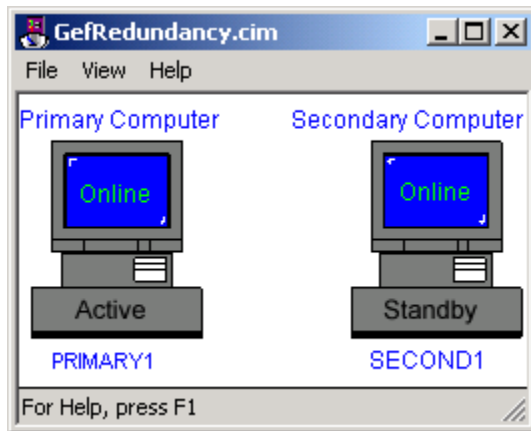 GefRedundancy.cim
File View Help
Primary Computer Secondary Computer
Online Online
Active Standby
PRIMARY1 SECOND1
For Help, press F1